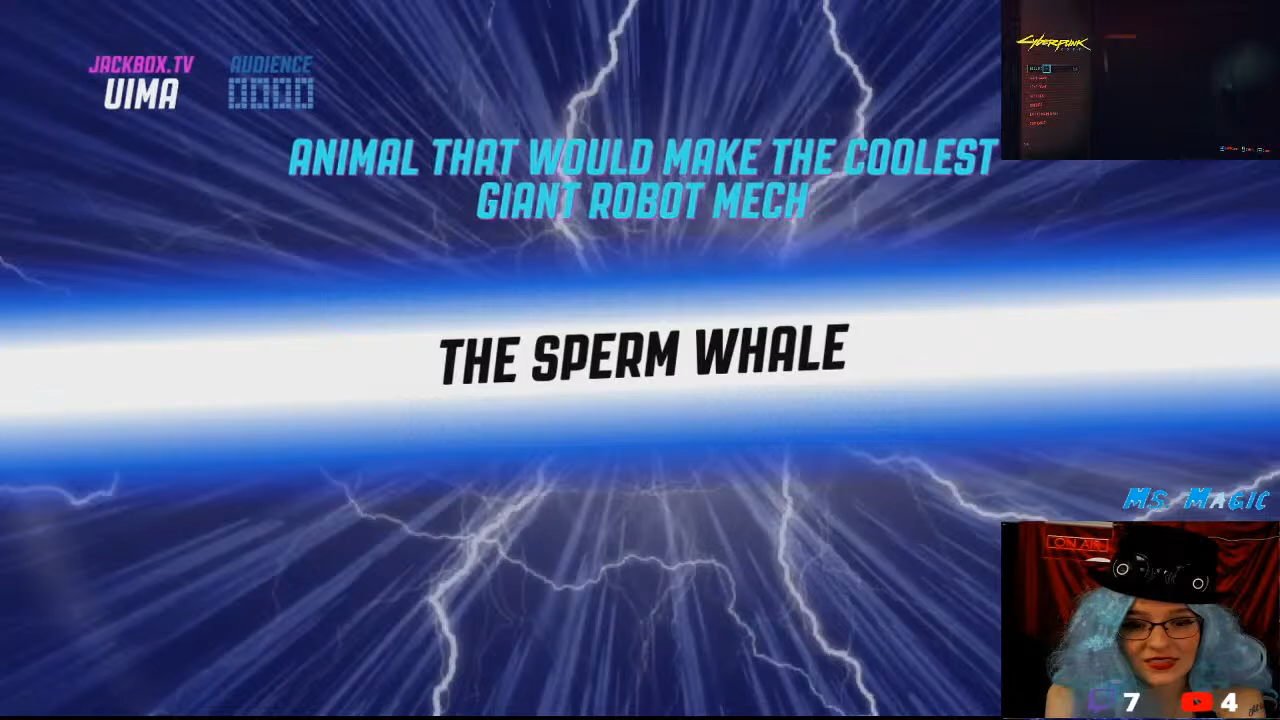 JACKBOX.TV
UIMA
AUDIENCE
ANIMAL THAT WOULD MAKE THE COOLEST
GIANT ROBOT MECH
THE SPERM WHALE
Cyberpunk
Ms. Magic
ON AIR
7
4